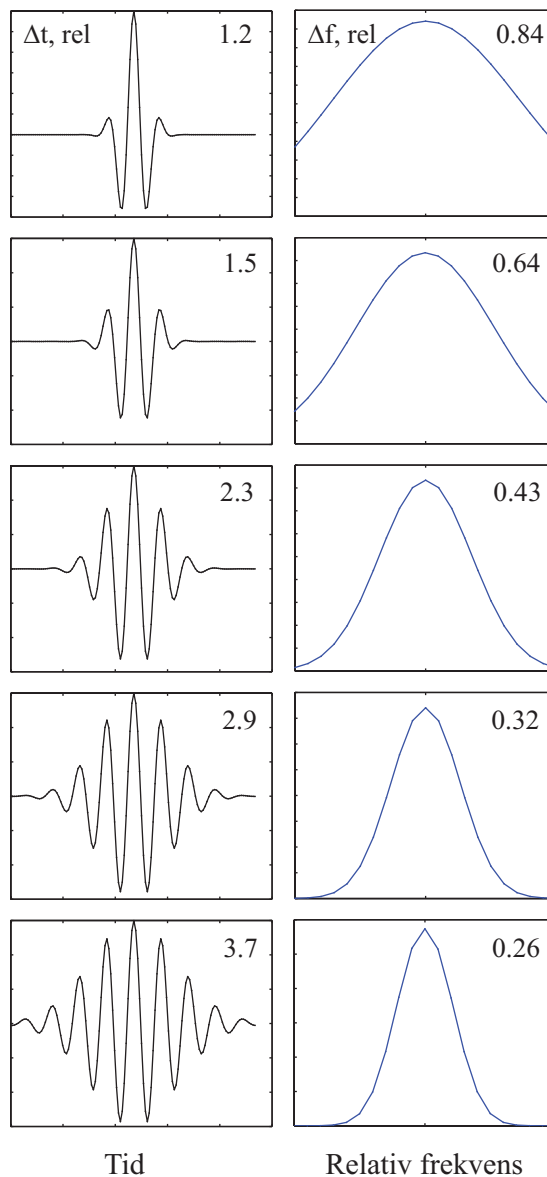 Δt, rel 1.2
Δf, rel 0.84
1.5
0.64
2.3
0.43
2.9
0.32
3.7
0.26
Tid
Relativ frekvens